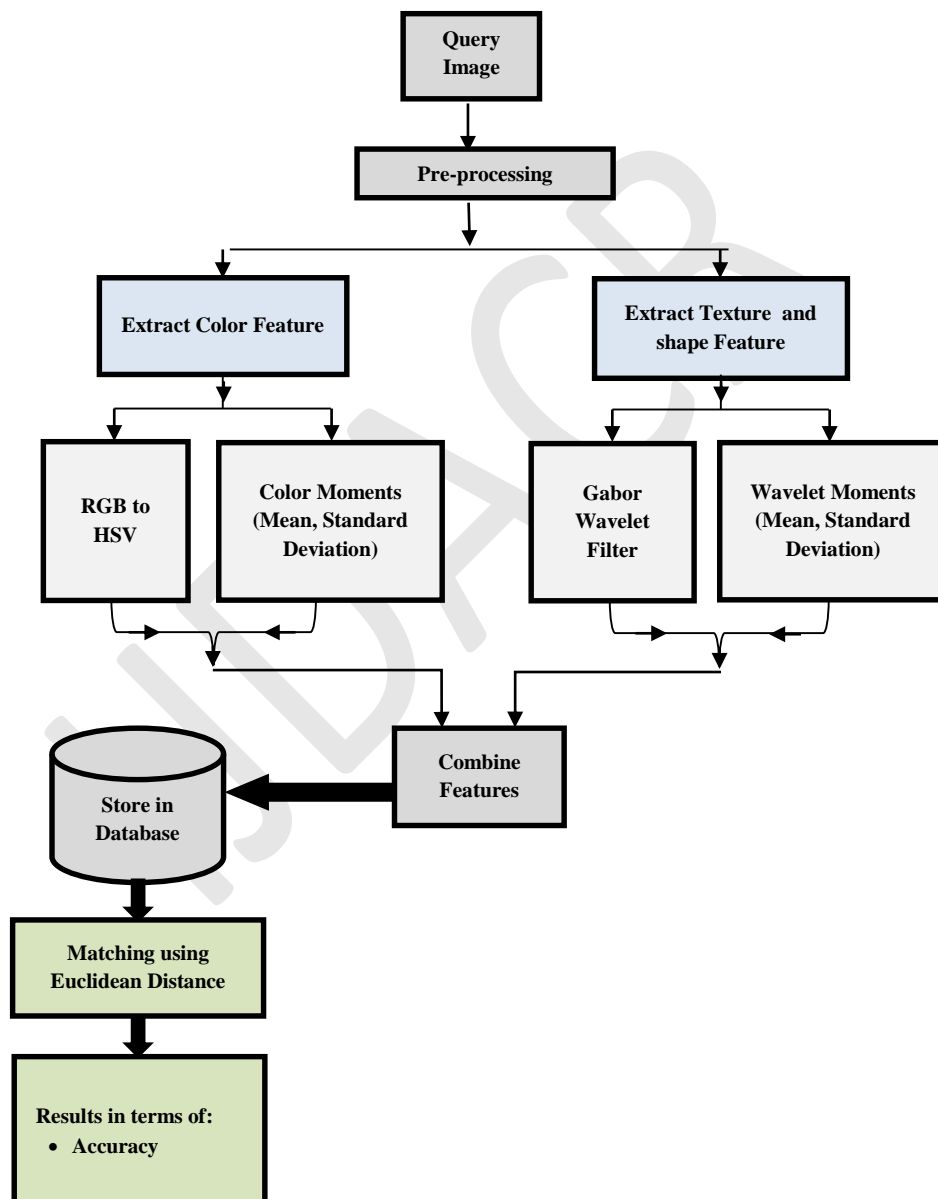 Query
Image
Pre-processing
Extract Color Feature
Extract Texture and
shape Feature
RGB to
HSV
Color Moments
(Mean, Standard
Deviation)
Gabor
Wavelet
Filter
Wavelet Moments
(Mean, Standard
Deviation)
Combine
Features
Store in
Database
Matching using
Euclidean Distance
Results in terms of:
• Accuracy
IJDACR